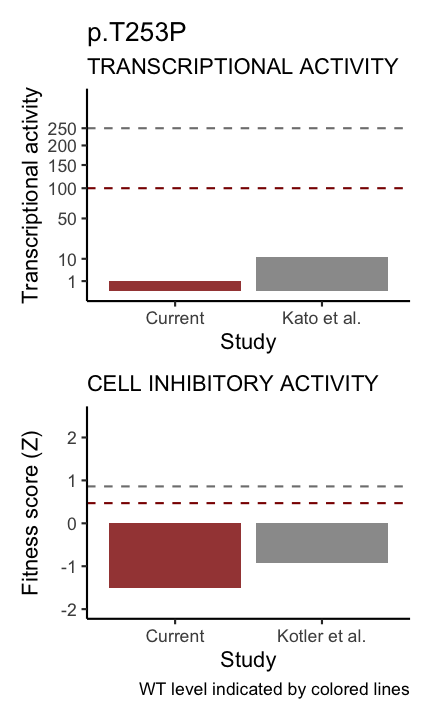 p.T253P
TRANSCRIPTIONAL ACTIVITY
Transcriptional activity
250
200
150
100
50
10
1
Current
Kato et al.
Study
CELL INHIBITORY ACTIVITY
Fitness score (Z)
2
1
0
-1
-2
Current
Kotler et al.
Study
WT level indicated by colored lines